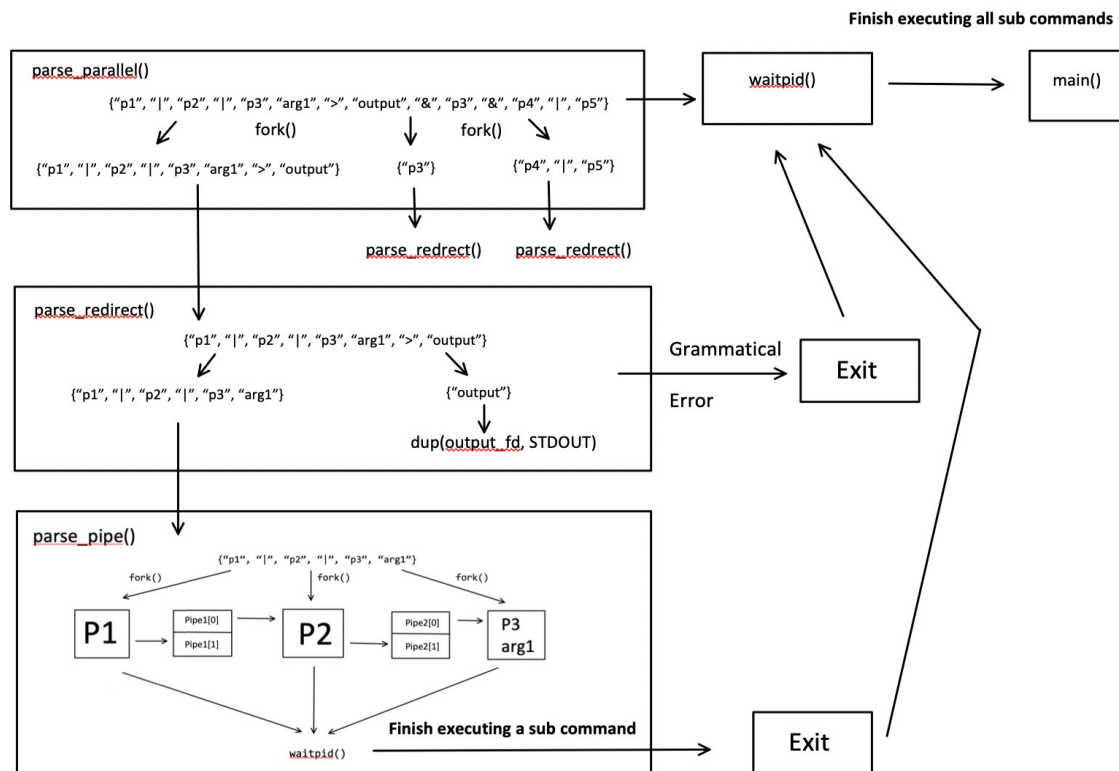 Finish executing all sub commands
parse_parallel()
{“p1”, “|”, “p2”, “|”, “p3”, “arg1”, “>”, “output”, “&”, “p3”, “&”, “p4”, “|”, “p5”}
fork()
fork()
{“p1”, “|”, “p2”, “|”, “p3”, “arg1”, “>”, “output”}
{“p3”}
{“p4”, “|”, “p5”}
waitpid()
main()
parse_redrect()
parse_redrect()
parse_redirect()
{“p1”, “|”, “p2”, “|”, “p3”, “arg1”, “>”, “output”}
{“p1”, “|”, “p2”, “|”, “p3”, “arg1”}
{“output”}
dup(output_fd, STDOUT)
Grammatical
Error
Exit
parse_pipe()
{“p1”, “|”, “p2”, “|”, “p3”, “arg1”}
fork()
fork()
fork()
P1
Pipe1[0]
Pipe1[1]
P2
Pipe2[0]
Pipe2[1]
P3
arg1
Finish executing a sub command
waitpid()
Exit